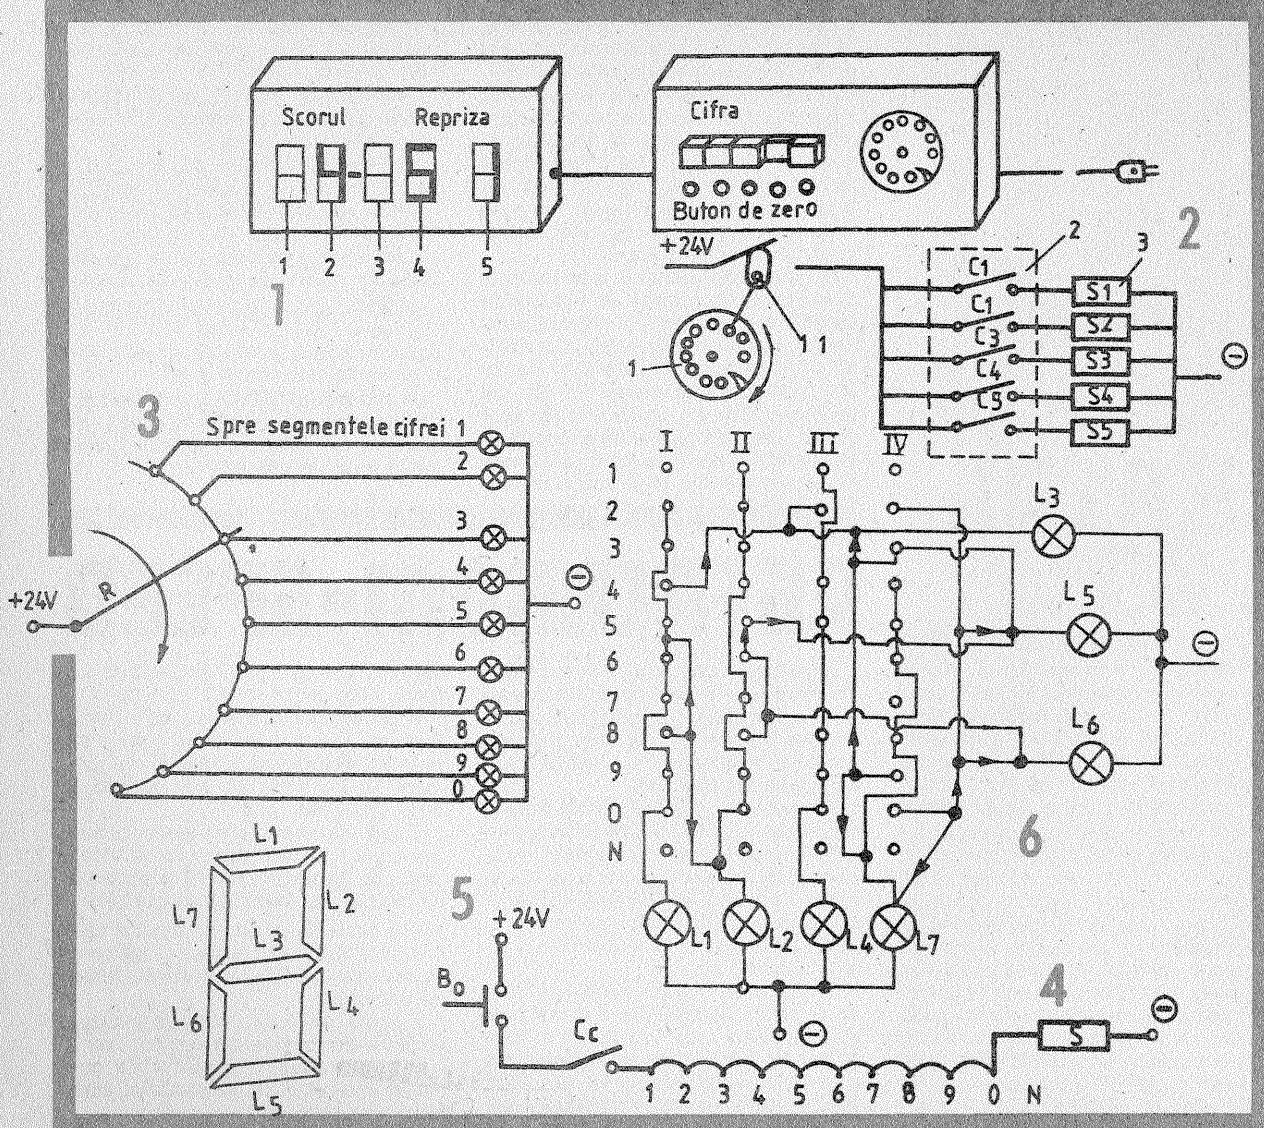 Scorul Repriza
1 2 3 4 5
1
Cifra
Buton de zero
2
+24V
1
11
2
3
C1 S1
C1 S2
C3 S3
C4 S4
C5 S5
−
3
Spre segmentele cifrei 1
2
3
4
5
6
7
8
9
0
+24V
R
−
I II III IV
1
2
3
4
5
6
7
8
9
0
N
L3
L5
L6
−
L1 L2 L4 L7
−
6
L1
L2
L3
L4
L5
L6
L7
5
+24V
B0
Cc
4
S
−
1 2 3 4 5 6 7 8 9 0 N